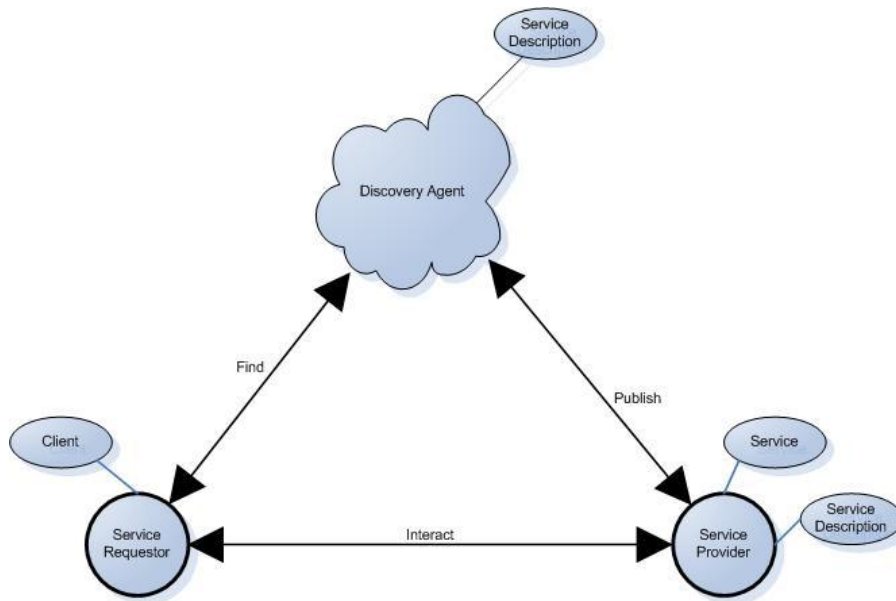 Service
Description
Discovery Agent
Find
Publish
Client
Service
Service
Description
Service
Requestor
Interact
Service
Provider